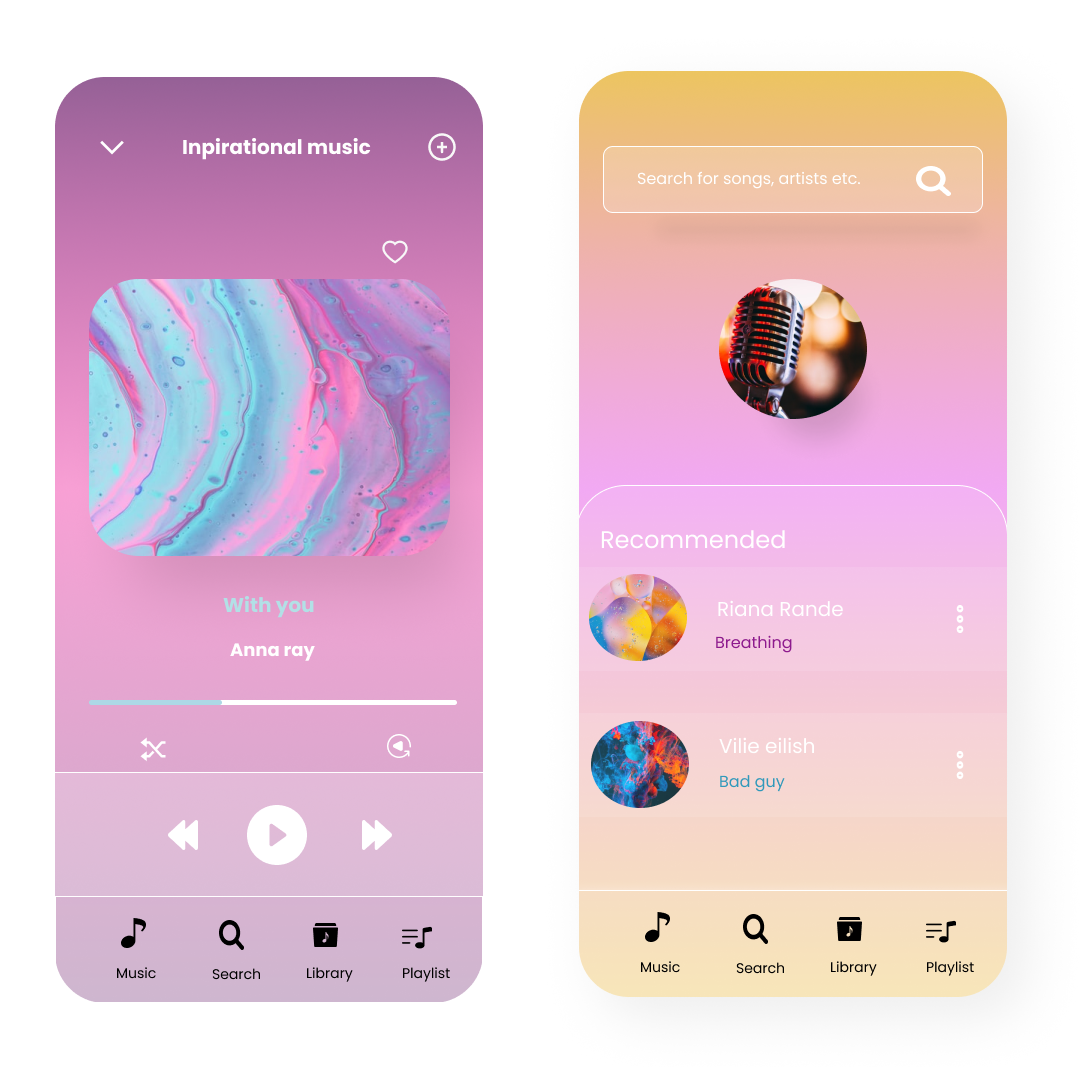 Inpirational music
With you
Anna ray
Music
Search
Library
Playlist
Search for songs, artists etc.
Recommended
Riana Rande
Breathing
Vilie eilish
Bad guy
Music
Search
Library
Playlist